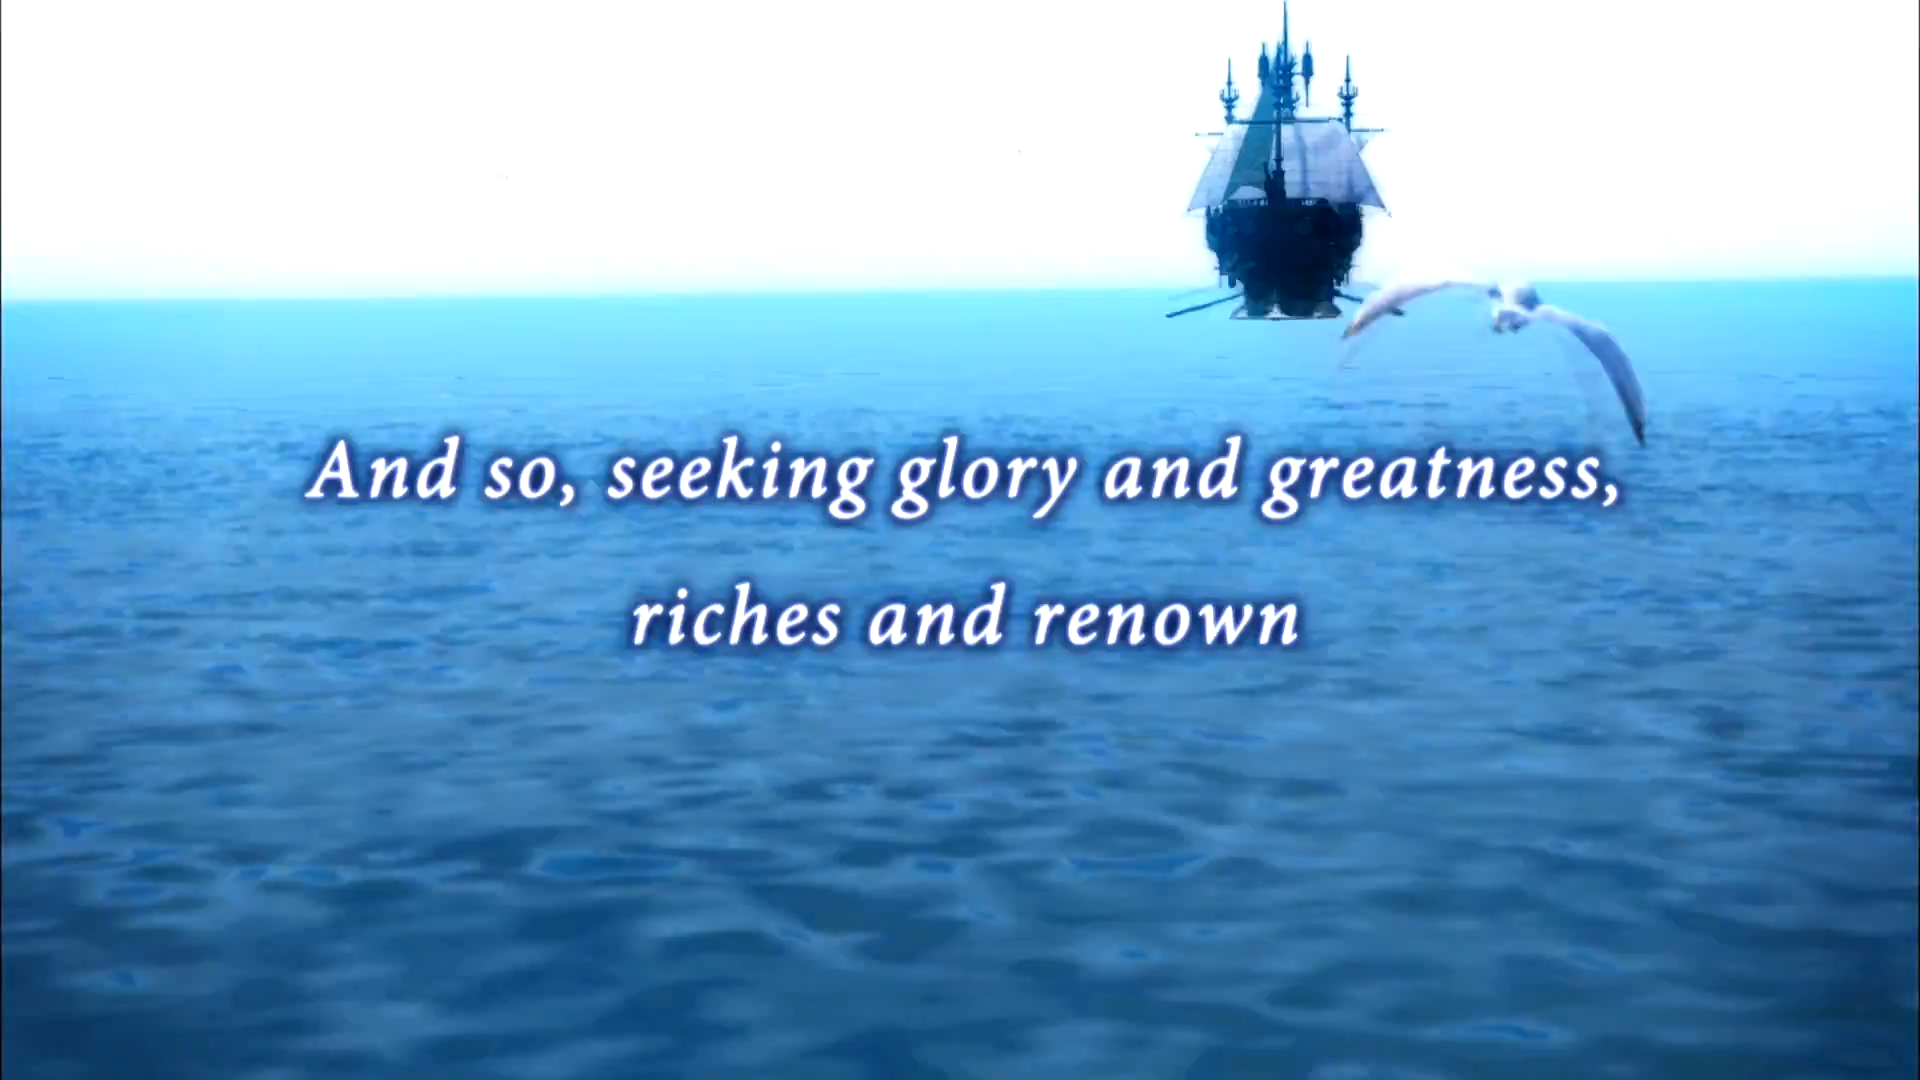 And so, seeking glory and greatness,
riches and renown